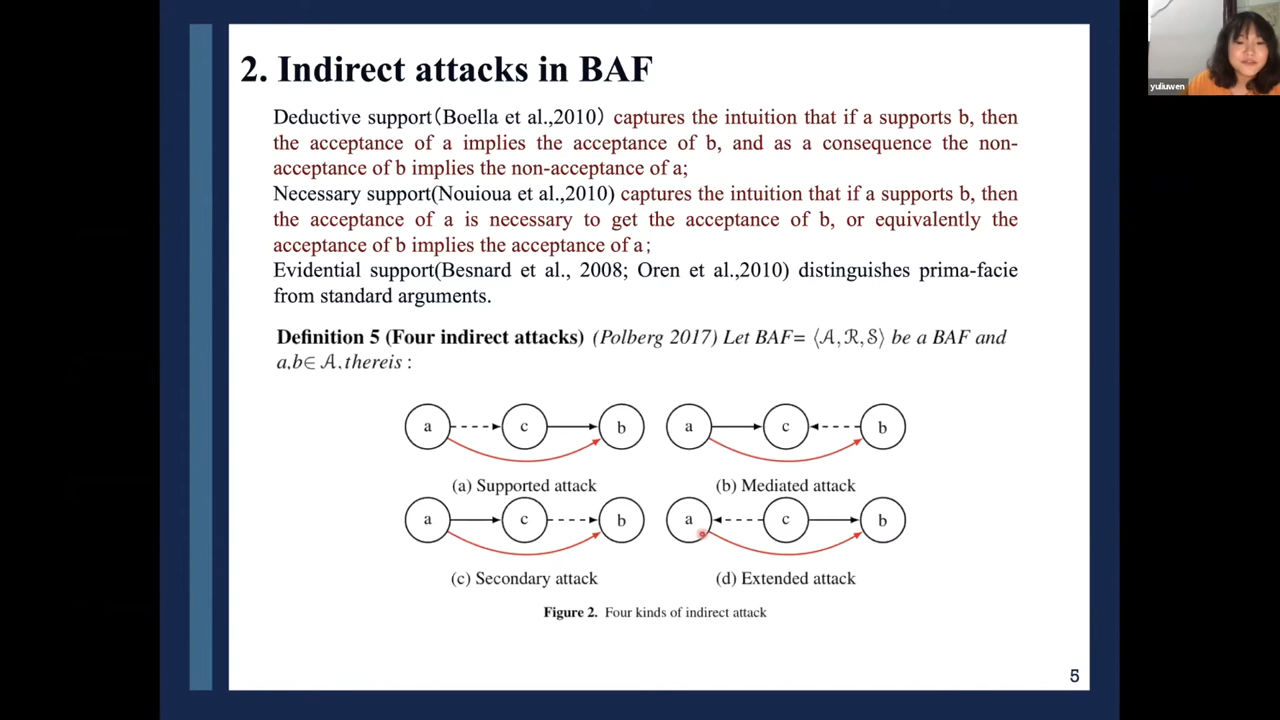 2. Indirect attacks in BAF
Deductive support(Boella et al.,2010) captures the intuition that if a supports b, then
the acceptance of a implies the acceptance of b, and as a consequence the non-
acceptance of b implies the non-acceptance of a;
Necessary support(Nouioua et al.,2010) captures the intuition that if a supports b, then
the acceptance of a is necessary to get the acceptance of b, or equivalently the
acceptance of b implies the acceptance of a;
Evidential support(Besnard et al., 2008; Oren et al.,2010) distinguishes prima-facie
from standard arguments.
Definition 5 (Four indirect attacks) (Polberg 2017) Let BAF= ⟨𝒜,ℛ,𝒮⟩ be a BAF and
a,b∈ 𝒜, thereis :
a c b a c b
(a) Supported attack (b) Mediated attack
a c b a c b
(c) Secondary attack (d) Extended attack
Figure 2. Four kinds of indirect attack
5
yuliuwen